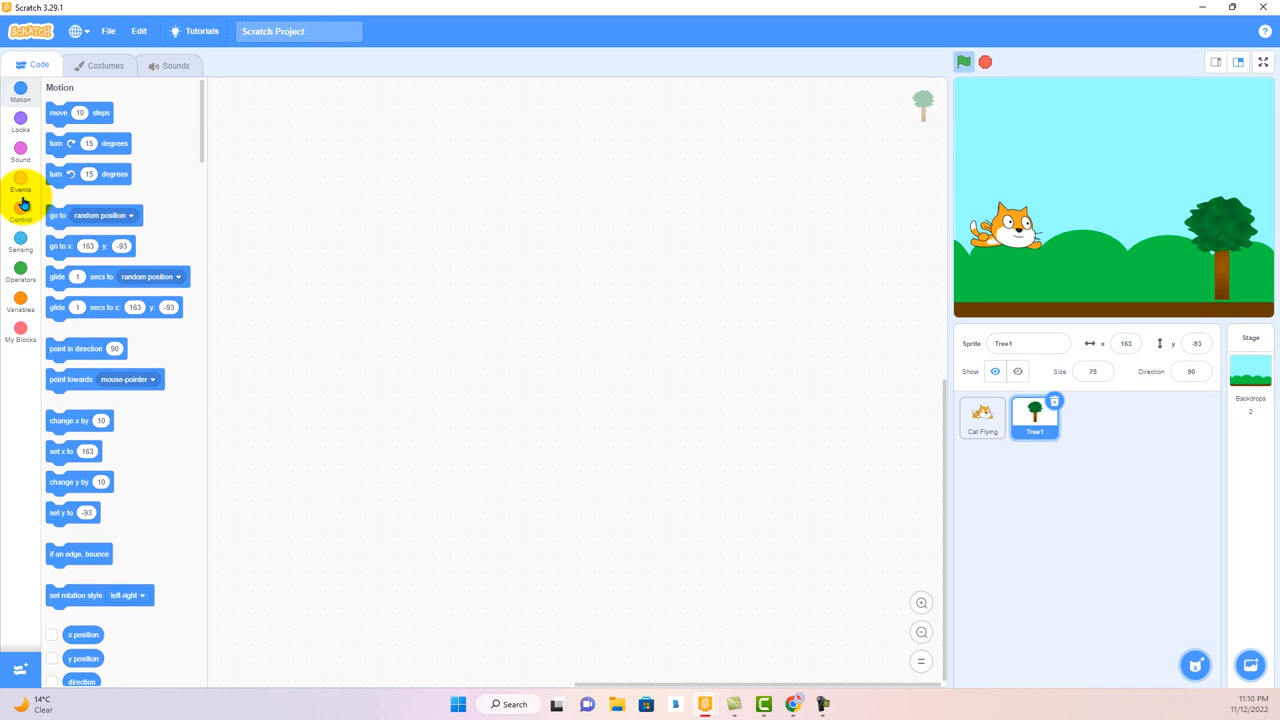 Scratch 3.29.1
SCRATCH File Edit Tutorials Scratch Project ?
Code Costumes Sounds
Motion
Looks
Sound
Events
Control
Sensing
Operators
Variables
My Blocks
Motion
move 10 steps
turn 15 degrees
turn 15 degrees
go to random position
go to x: 163 y: -93
glide 1 secs to random position
glide 1 secs to x: 163 y: -93
point in direction 90
point towards mouse-pointer
change x by 10
set x to 163
change y by 10
set y to -93
if on edge, bounce
set rotation style left-right
x position
y position
direction
Sprite Tree1 x 163 y -93
Show Size 75 Direction 90
Cat Flying
Tree1
Stage
Backdrops
2
14°C
Clear
Search
11:10 PM
11/12/2022